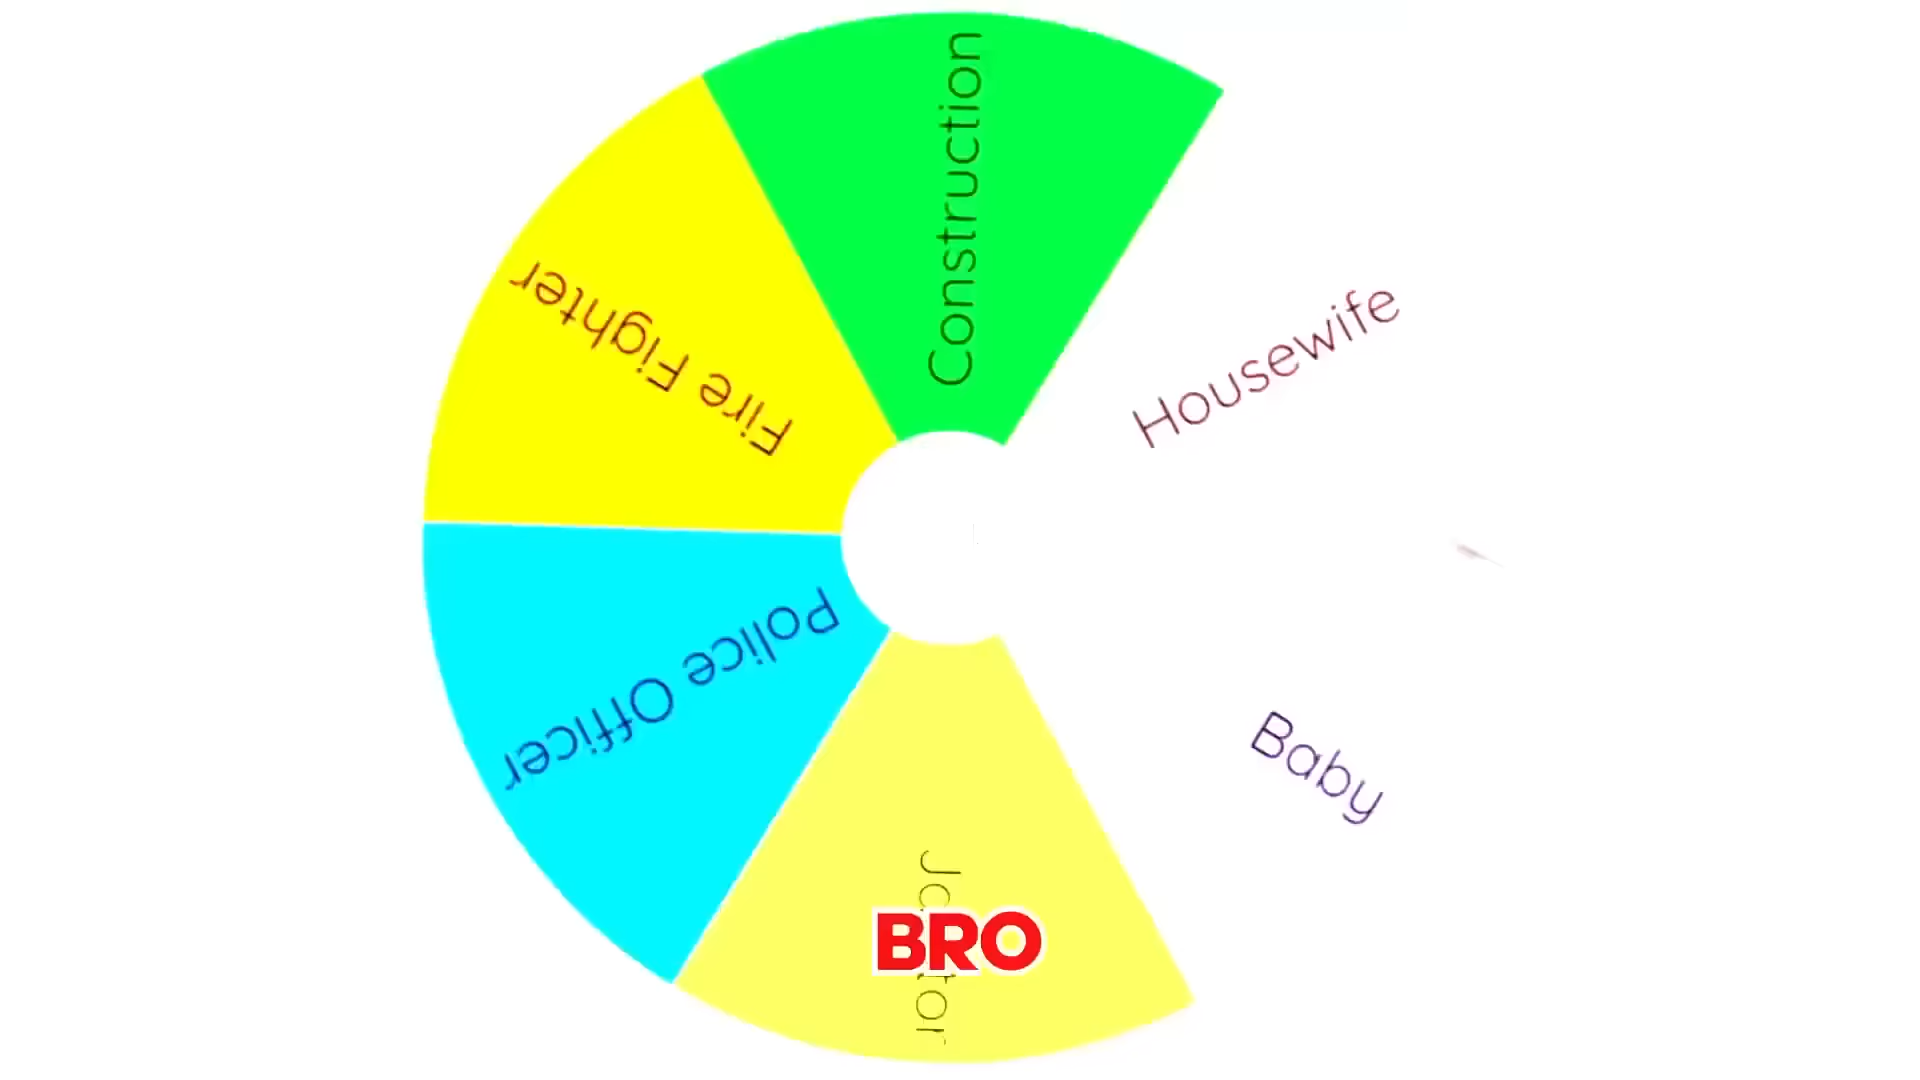 Construction
Housewife
Fire Fighter
Police Officer
Baby
BRO